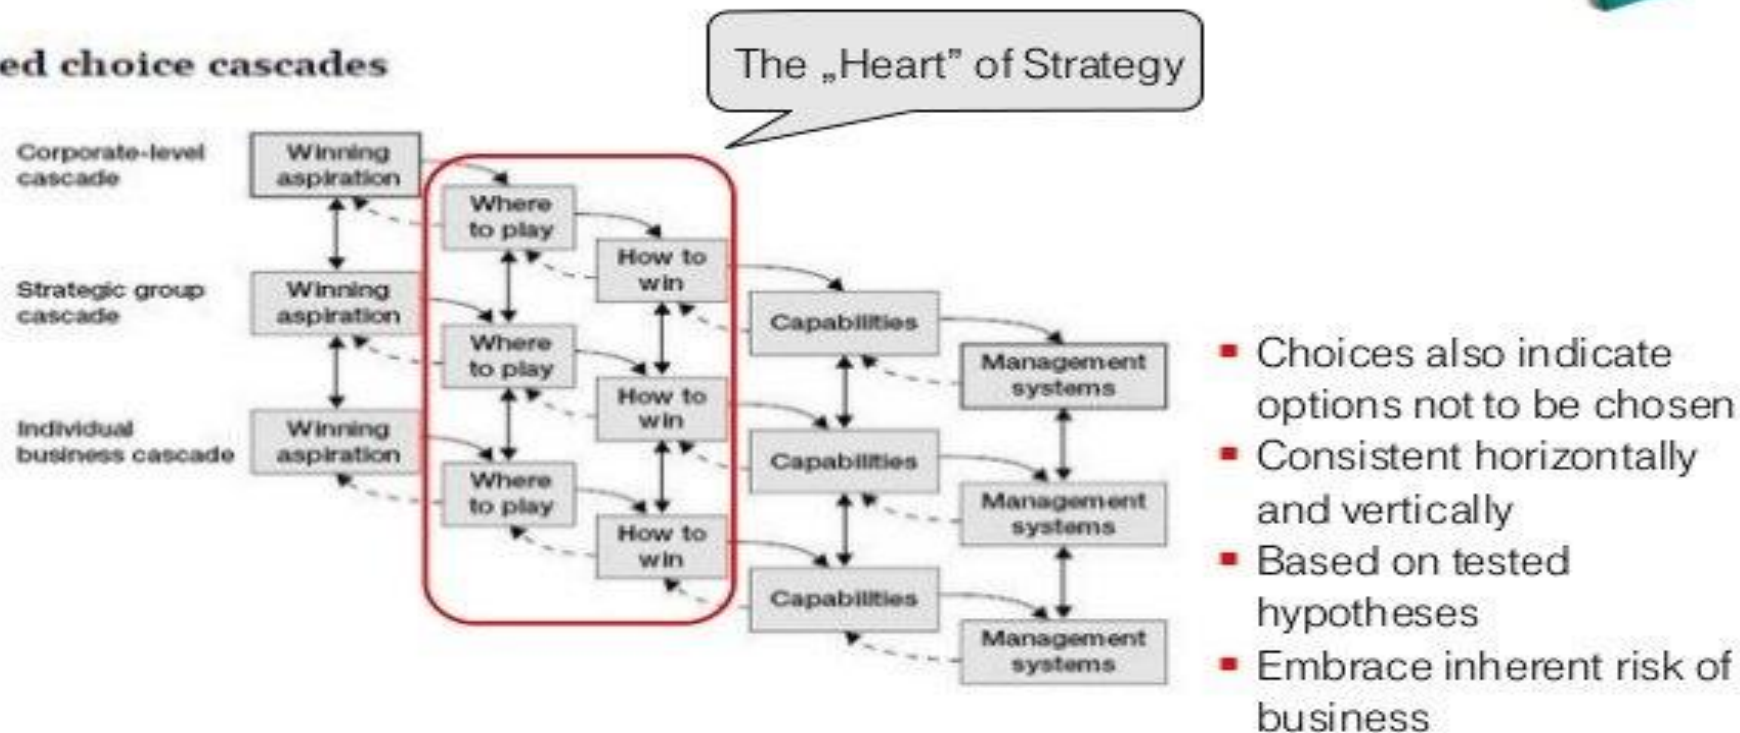 ed choice cascades
The „Heart” of Strategy
Corporate-level
cascade
Winning
aspiration
Where
to play
How to
win
Capabilities
Management
systems
Strategic group
cascade
Winning
aspiration
Where
to play
How to
win
Capabilities
Management
systems
Individual
business cascade
Winning
aspiration
Where
to play
How to
win
Capabilities
Management
systems
▪ Choices also indicate
options not to be chosen
▪ Consistent horizontally
and vertically
▪ Based on tested
hypotheses
▪ Embrace inherent risk of
business